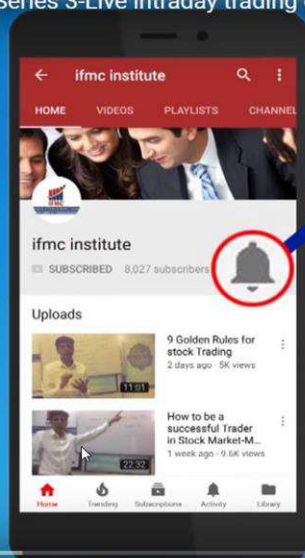 Series 3-Live intraday trading
ifmc institute
HOME VIDEOS PLAYLISTS CHANNEL
IFMC
ifmc institute
SUBSCRIBED 8,027 subscribers
Uploads
9 Golden Rules for
stock Trading
2 days ago · 5K views
11:01
How to be a
successful Trader
in Stock Market-M...
1 week ago · 9.6K views
22:32
Home Trending Subscriptions Activity Library